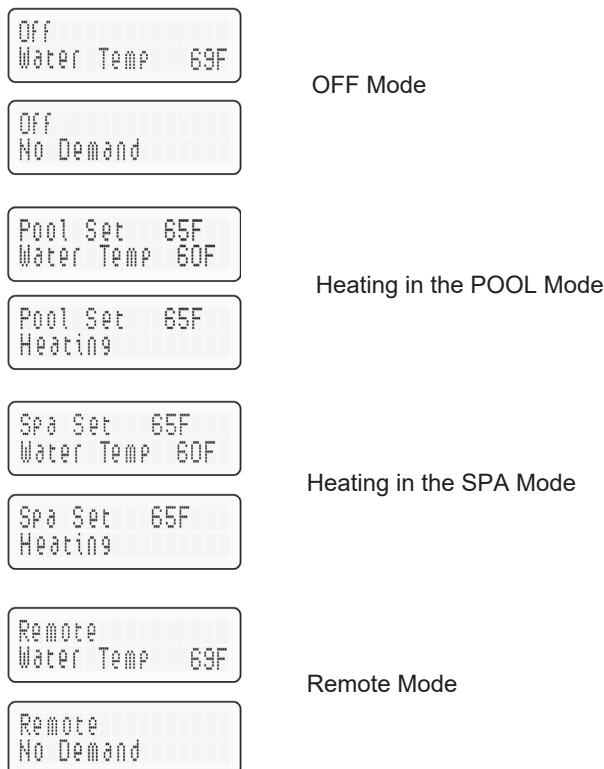 Off
Water Temp 69F
OFF Mode
Off
No Demand
Pool Set 65F
Water Temp 60F
Heating in the POOL Mode
Pool Set 65F
Heating
Spa Set 65F
Water Temp 60F
Heating in the SPA Mode
Spa Set 65F
Heating
Remote
Water Temp 69F
Remote Mode
Remote
No Demand